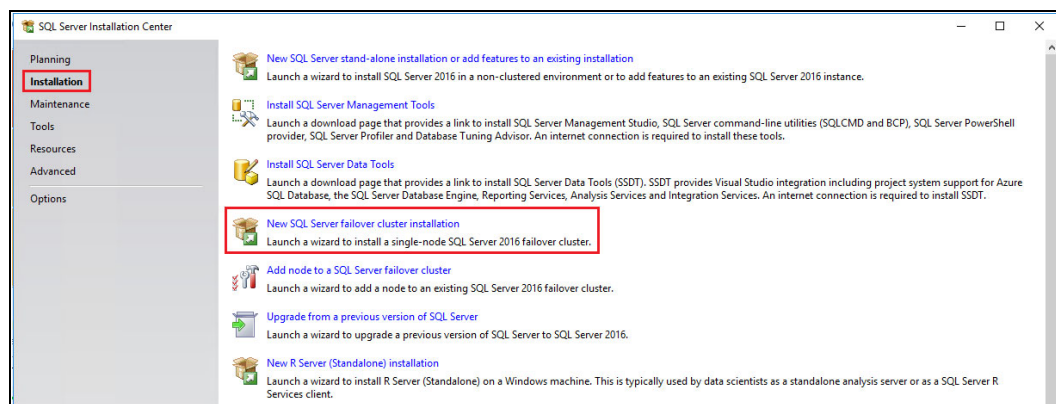 SQL Server Installation Center
Planning
Installation
Maintenance
Tools
Resources
Advanced
Options
New SQL Server stand-alone installation or add features to an existing installation
Launch a wizard to install SQL Server 2016 in a non-clustered environment or to add features to an existing SQL Server 2016 instance.
Install SQL Server Management Tools
Launch a download page that provides a link to install SQL Server Management Studio, SQL Server command-line utilities (SQLCMD and BCP), SQL Server PowerShell
provider, SQL Server Profiler and Database Tuning Advisor. An internet connection is required to install these tools.
Install SQL Server Data Tools
Launch a download page that provides a link to install SQL Server Data Tools (SSDT). SSDT provides Visual Studio integration including project system support for Azure
SQL Database, the SQL Server Database Engine, Reporting Services, Analysis Services and Integration Services. An internet connection is required to install SSDT.
New SQL Server failover cluster installation
Launch a wizard to install a single-node SQL Server 2016 failover cluster.
Add node to a SQL Server failover cluster
Launch a wizard to add a node to an existing SQL Server 2016 failover cluster.
Upgrade from a previous version of SQL Server
Launch a wizard to upgrade a previous version of SQL Server to SQL Server 2016.
New R Server (Standalone) installation
Launch a wizard to install R Server (Standalone) on a Windows machine. This is typically used by data scientists as a standalone analysis server or as a SQL Server R
Services client.